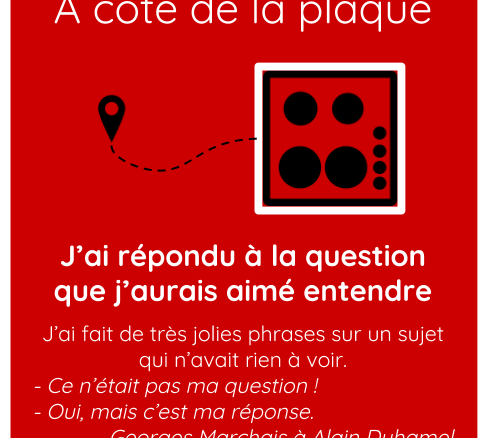 À côté de la plaque
J'ai répondu à la question
que j'aurais aimé entendre
J'ai fait de très jolies phrases sur un sujet
qui n'avait rien à voir.
- Ce n'était pas ma question !
- Oui, mais c'est ma réponse.
Georges Marchais à Alain Duhamel